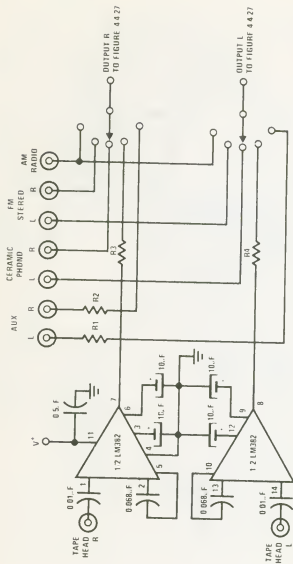 AM
RADIO
FM
STEREO
R
L
CERAMIC
PHONO
R
L
AUX
R
L
R2
R1
OUTPUT R
TO FIGURE 4 4 27
OUTPUT L
TO FIGURE 4 4 27
R3
R4
V+
0 5. F
11
7
6
3
4
5
1
2
1 2 LM382
0 01. F
0 068. F
10. F
10. F
10. F
10. F
TAPE
HEAD
R
8
9
12
10
13
14
1 2 LM382
0 068. F
0 01. F
TAPE
HEAD
L